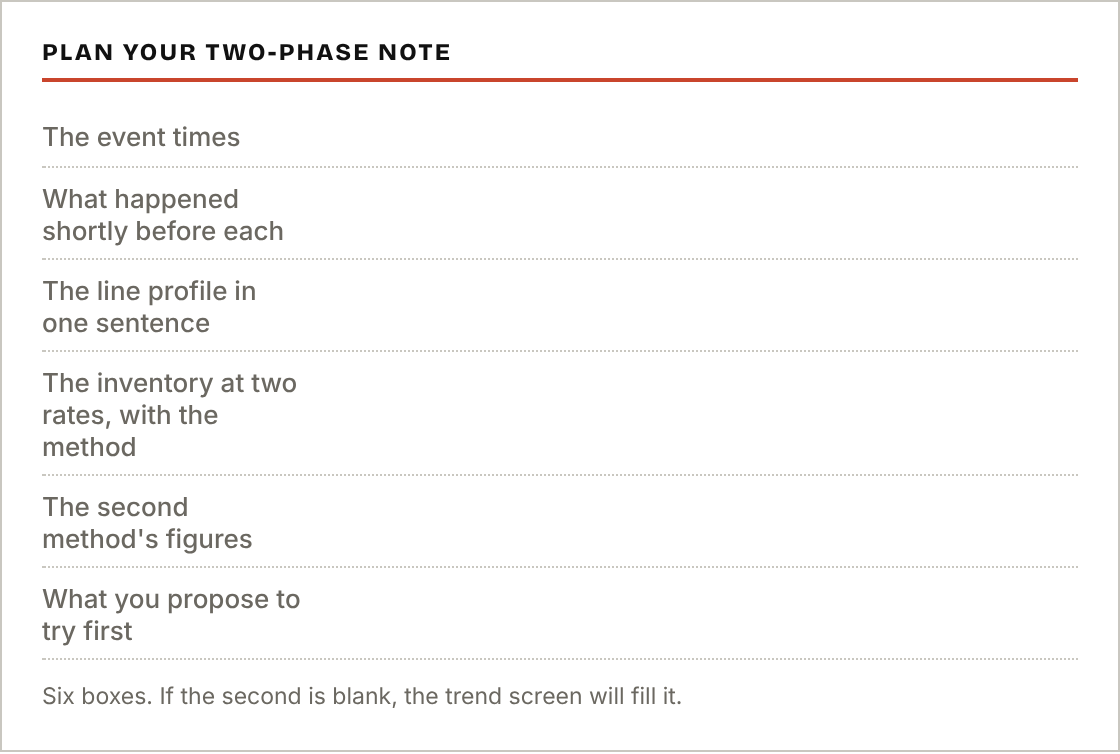 PLAN YOUR TWO-PHASE NOTE
The event times
What happened
shortly before each
The line profile in
one sentence
The inventory at two
rates, with the
method
The second
method's figures
What you propose to
try first
Six boxes. If the second is blank, the trend screen will fill it.